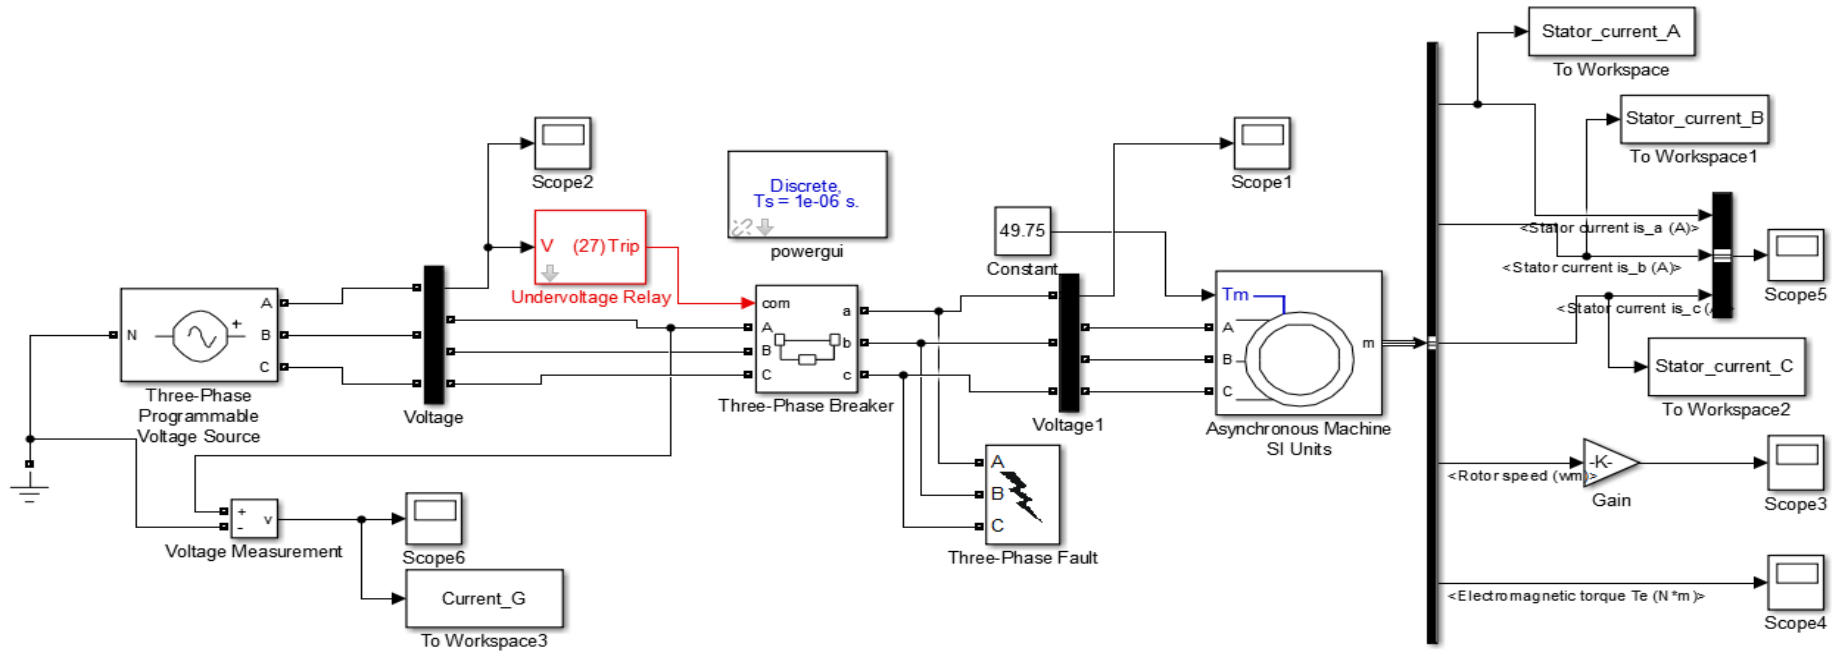 Stator_current_A
To Workspace
Stator_current_B
To Workspace1
Scope2
Scope1
Discrete,
Ts = 1e-06 s.
powergui
V (27) Trip
Undervoltage Relay
49.75
Constant
<Stator current is_a (A)>
<Stator current is_b (A)>
<Stator current is_c (
Scope5
N
+
A
B
C
Three-Phase
Programmable
Voltage Source
Voltage
com
A
B
C
a
b
c
Three-Phase Breaker
Voltage1
Tm
A
B
C
m
Asynchronous Machine
SI Units
Stator_current_C
To Workspace2
A
B
C
Three-Phase Fault
<Rotor speed (wm)>
-K-
Gain
Scope3
+
-
v
Voltage Measurement
Scope6
Current_G
To Workspace3
<Electromagnetic torque Te (N*m)>
Scope4